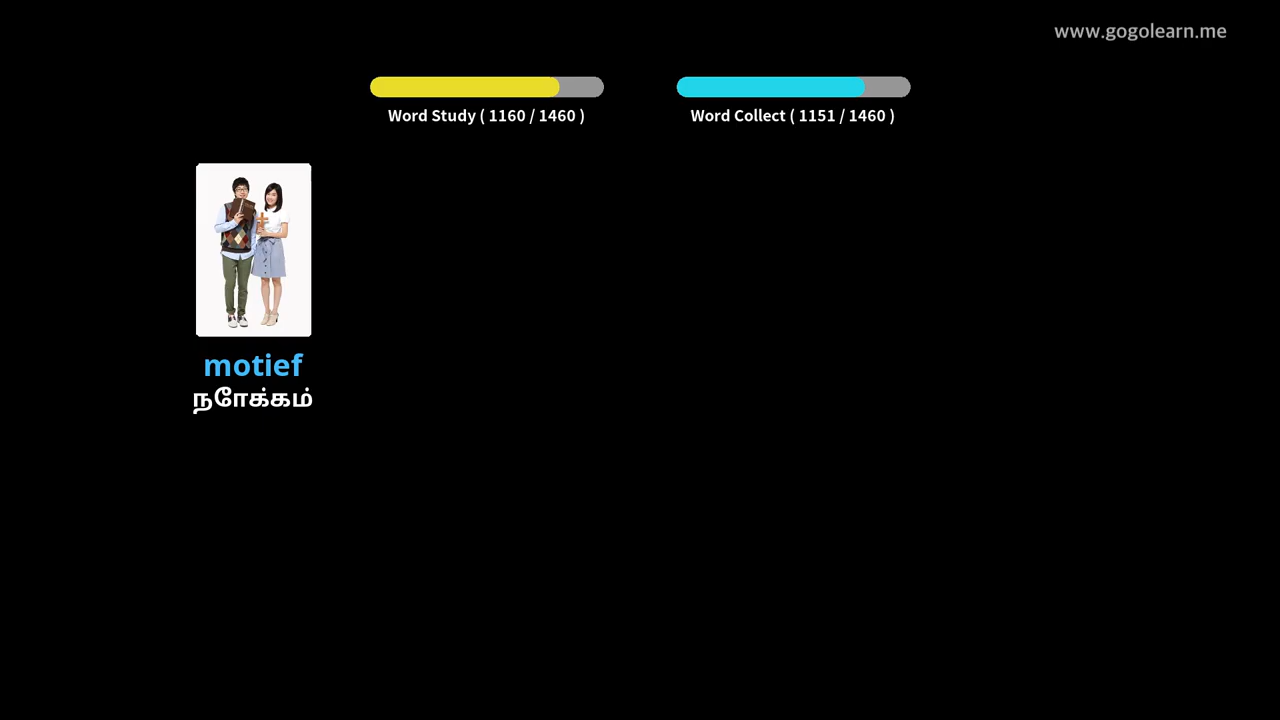 www.gogolearn.me
Word Study ( 1160 / 1460 )
Word Collect ( 1151 / 1460 )
motief
நோக்கம்